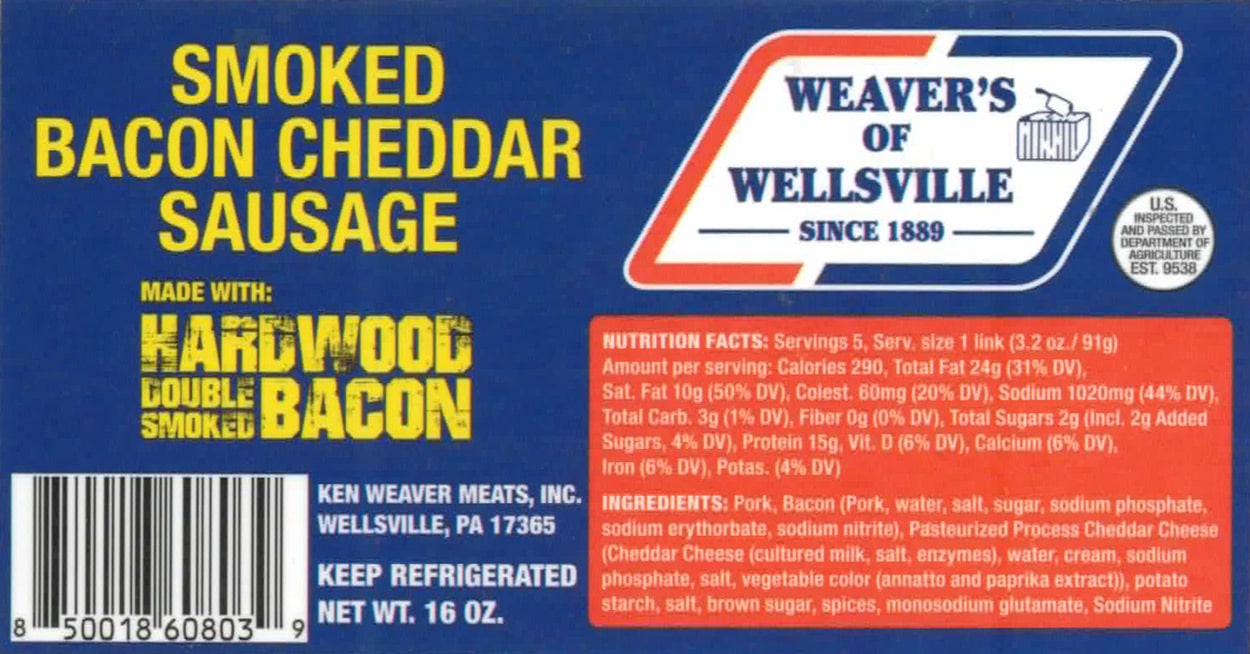 SMOKED
BACON CHEDDAR
SAUSAGE
MADE WITH:
HARDWOOD
DOUBLE
SMOKED
BACON
WEAVER'S
OF
WELLSVILLE
SINCE 1889
U.S.
INSPECTED
AND PASSED BY
DEPARTMENT OF
AGRICULTURE
EST. 9538
NUTRITION FACTS: Servings 5, Serv. size 1 link (3.2 oz./ 91g)
Amount per serving: Calories 290, Total Fat 24g (31% DV),
Sat. Fat 10g (50% DV), Colest. 60mg (20% DV), Sodium 1020mg (44% DV),
Total Carb. 3g (1% DV), Fiber 0g (0% DV), Total Sugars 2g (Incl. 2g Added
Sugars, 4% DV), Protein 15g, Vit. D (6% DV), Calcium (6% DV),
Iron (6% DV), Potas. (4% DV)
INGREDIENTS: Pork, Bacon (Pork, water, salt, sugar, sodium phosphate,
sodium erythorbate, sodium nitrite), Pasteurized Process Cheddar Cheese
(Cheddar Cheese (cultured milk, salt, enzymes), water, cream, sodium
phosphate, salt, vegetable color (annatto and paprika extract)), potato
starch, salt, brown sugar, spices, monosodium glutamate, Sodium Nitrite
KEN WEAVER MEATS, INC.
WELLSVILLE, PA 17365
KEEP REFRIGERATED
NET WT. 16 OZ.
8 50018 60803 9